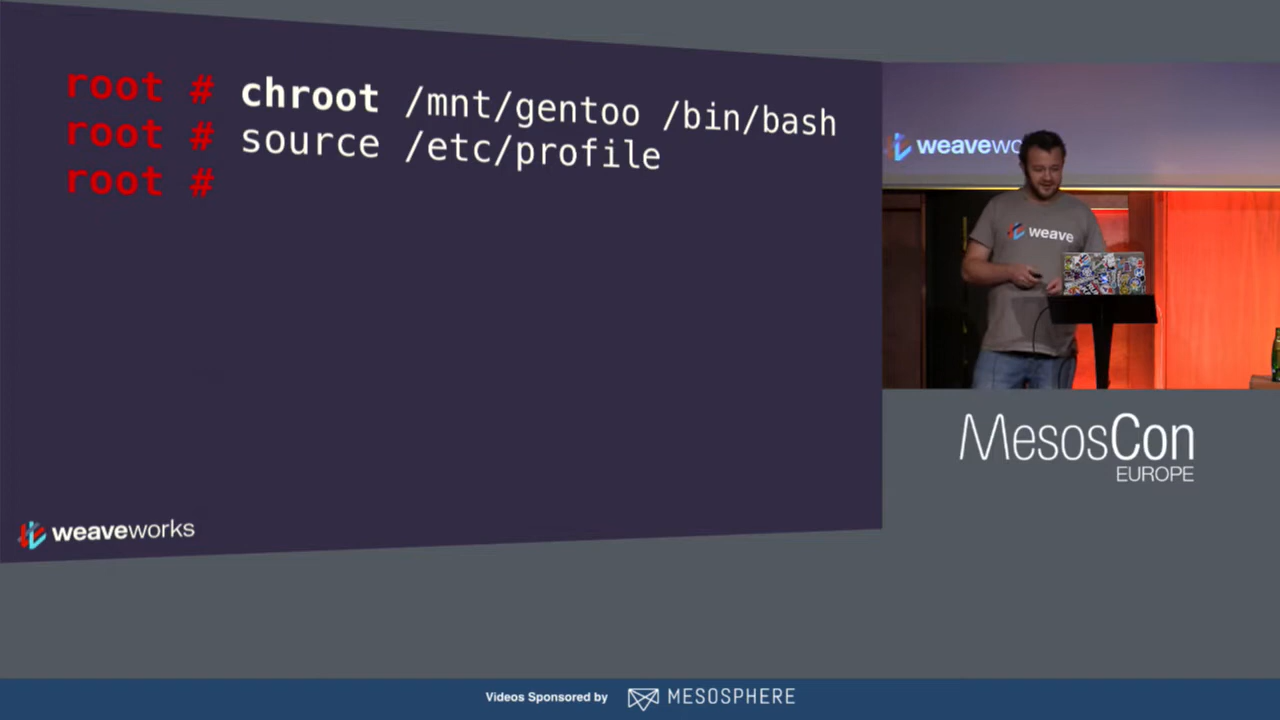 root # chroot /mnt/gentoo /bin/bash
root # source /etc/profile
root #
weaveworks
weavewo
weave
MesosCon
EUROPE
Videos Sponsored by MESOSPHERE